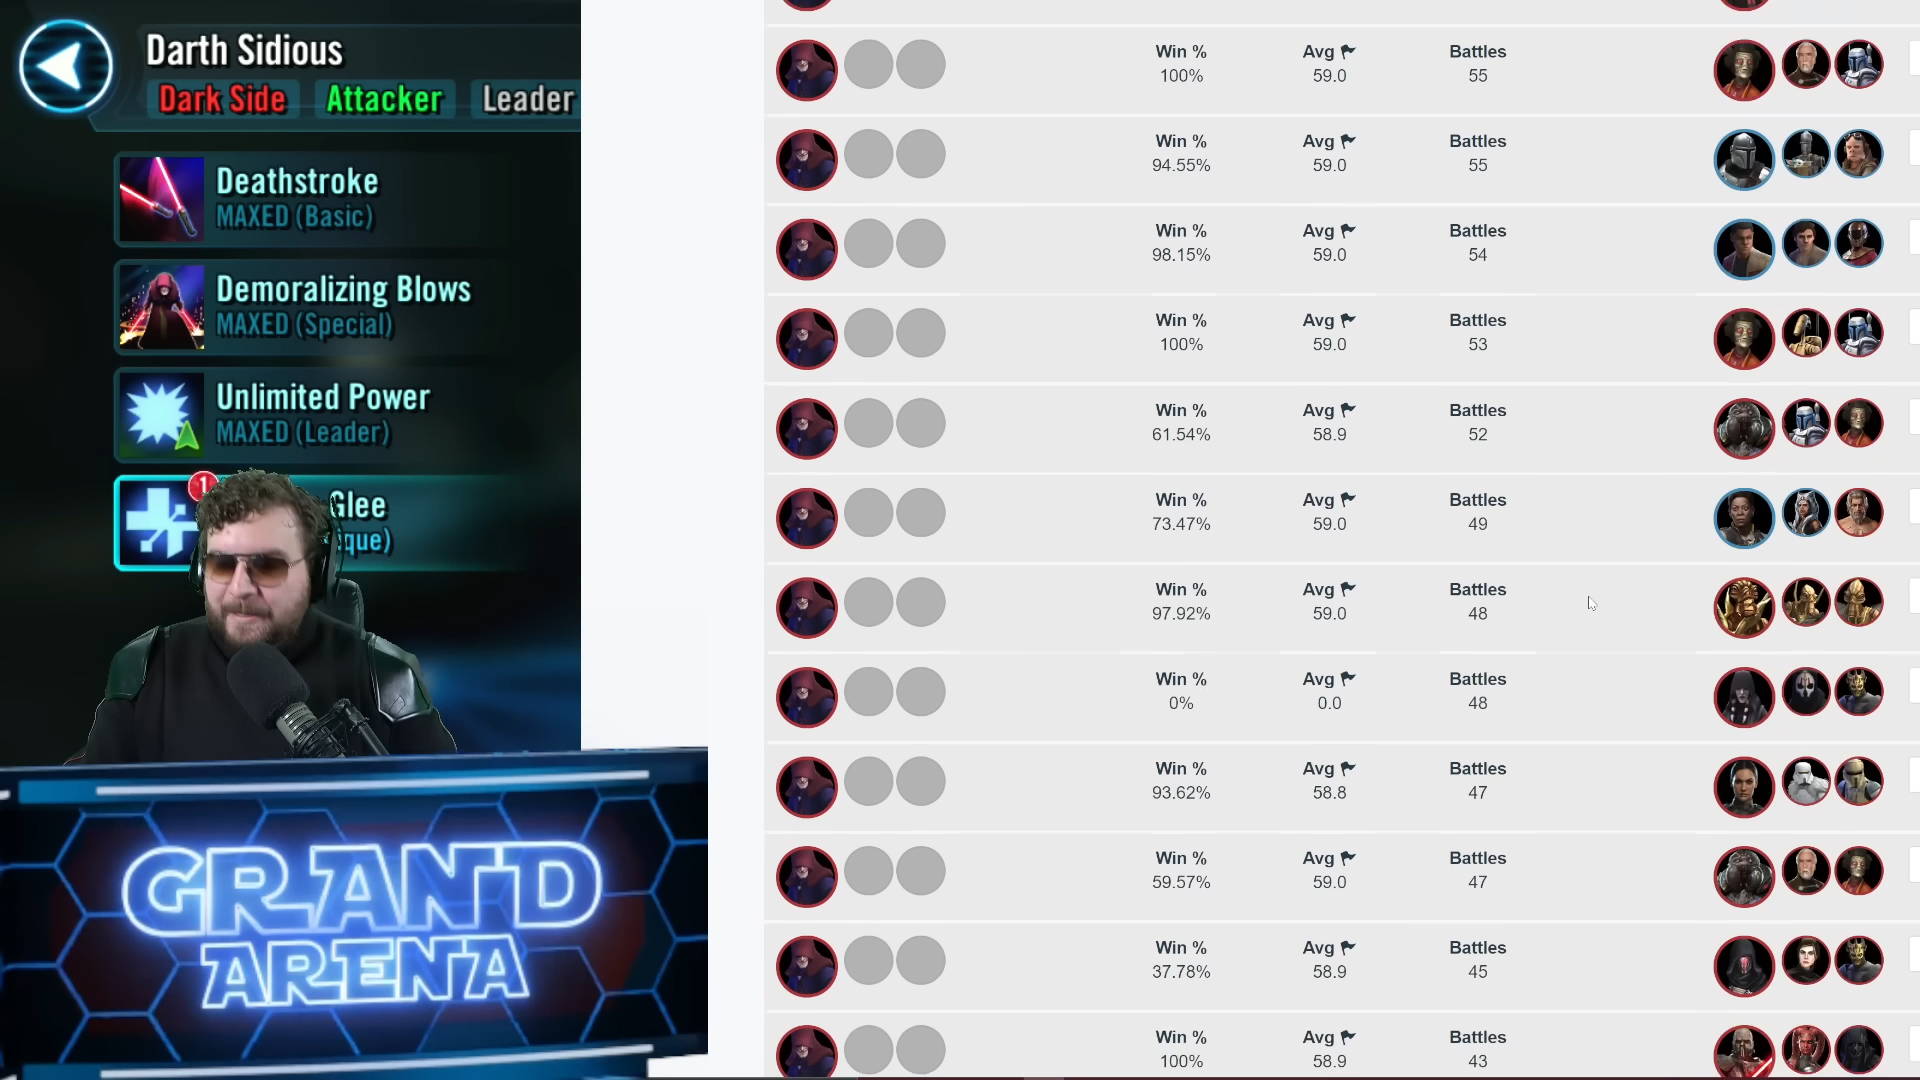 Darth Sidious
Dark Side Attacker Leader
Deathstroke
MAXED (Basic)
Demoralizing Blows
MAXED (Special)
Unlimited Power
MAXED (Leader)
1
Glee
que)
GRAND
ARENA
Win % Avg Battles
100% 59.0 55
Win % Avg Battles
94.55% 59.0 55
Win % Avg Battles
98.15% 59.0 54
Win % Avg Battles
100% 59.0 53
Win % Avg Battles
61.54% 58.9 52
Win % Avg Battles
73.47% 59.0 49
Win % Avg Battles
97.92% 59.0 48
Win % Avg Battles
0% 0.0 48
Win % Avg Battles
93.62% 58.8 47
Win % Avg Battles
59.57% 59.0 47
Win % Avg Battles
37.78% 58.9 45
Win % Avg Battles
100% 58.9 43